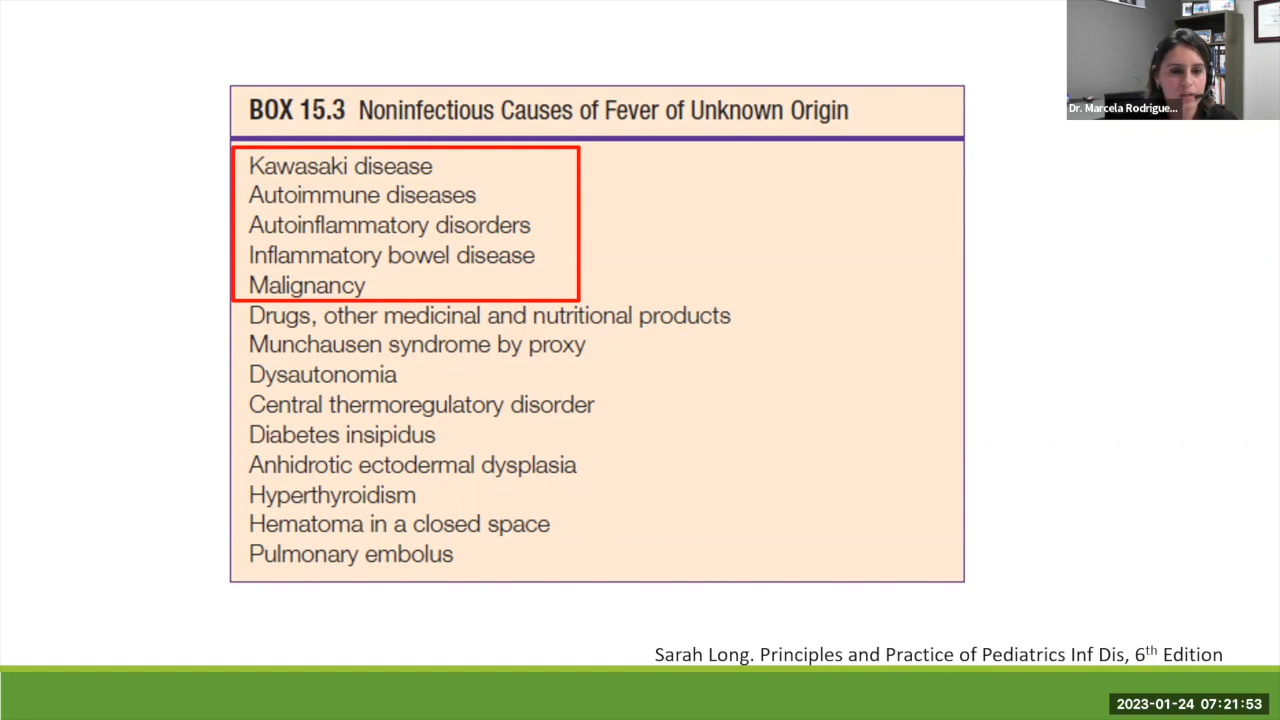 Dr. Marcela Rodrigue...
BOX 15.3 Noninfectious Causes of Fever of Unknown Origin
Kawasaki disease
Autoimmune diseases
Autoinflammatory disorders
Inflammatory bowel disease
Malignancy
Drugs, other medicinal and nutritional products
Munchausen syndrome by proxy
Dysautonomia
Central thermoregulatory disorder
Diabetes insipidus
Anhidrotic ectodermal dysplasia
Hyperthyroidism
Hematoma in a closed space
Pulmonary embolus
Sarah Long. Principles and Practice of Pediatrics Inf Dis, 6th Edition
2023-01-24 07:21:53